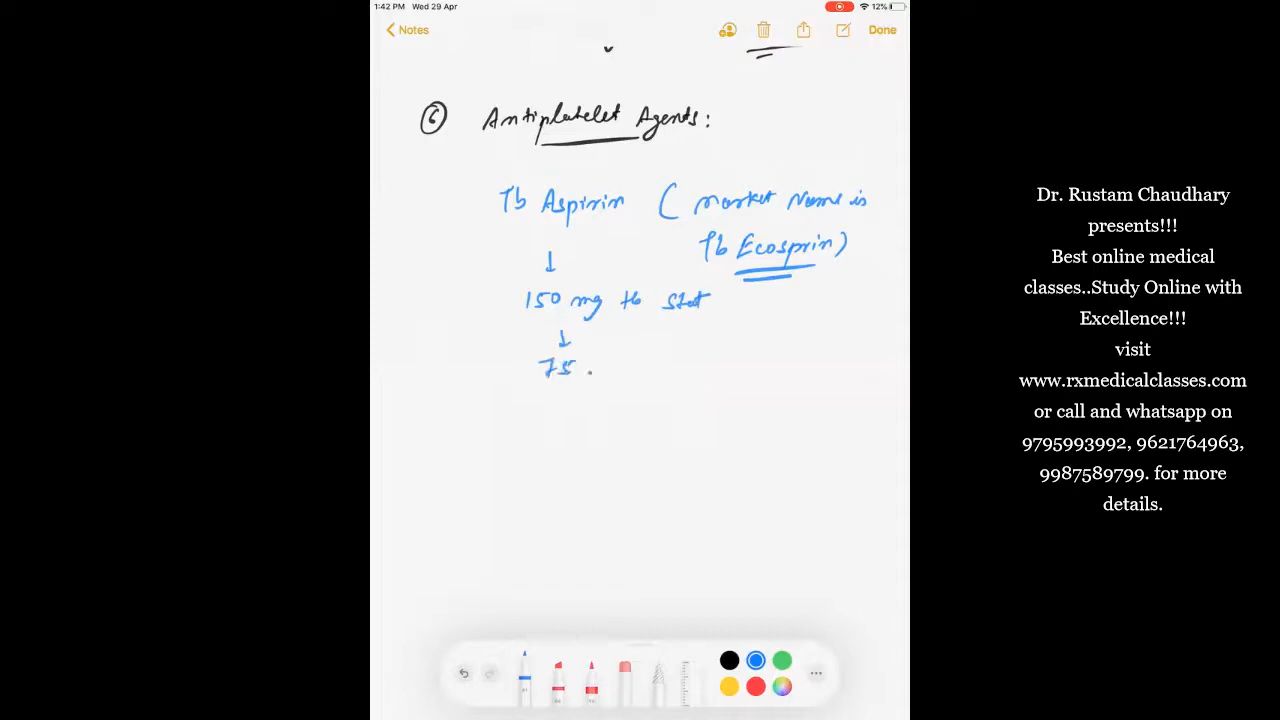 1:42 PM Wed 29 Apr
12%
Notes
Done
6 Antiplatelet Agents:
Tb Aspirin ( market Name is
Tb Ecosprin)
↓
150 mg tb stat
↓
75
Dr. Rustam Chaudhary
presents!!!
Best online medical
classes..Study Online with
Excellence!!!
visit
www.rxmedicalclasses.com
or call and whatsapp on
9795993992, 9621764963,
9987589799. for more
details.